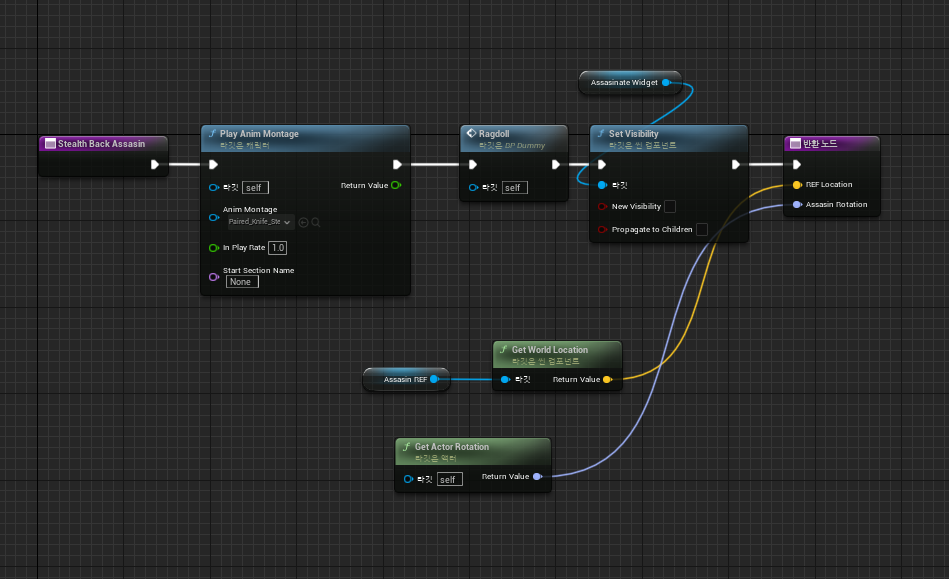 Assasinate Widget
Stealth Back Assasin
Play Anim Montage
타깃은 캐릭터
타깃
self
Return Value
Anim Montage
Paired_Knife_Ste
In Play Rate
1.0
Start Section Name
None
Ragdoll
타깃은 DP Dummy
타깃
self
Set Visibility
타깃은 씬 컴포넌트
타깃
New Visibility
Propagate to Children
반환 노드
REF Location
Assasin Rotation
Get World Location
타깃은 씬 컴포넌트
Assasin REF
타깃
Return Value
Get Actor Rotation
타깃은 액터
타깃
self
Return Value